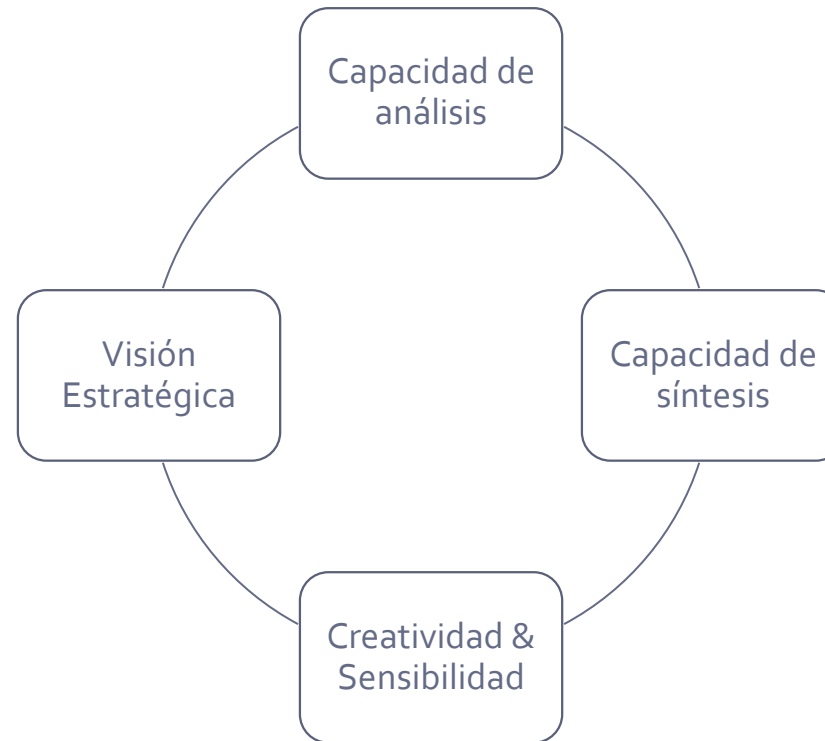 Capacidad de
análisis
Visión
Estratégica
Capacidad de
síntesis
Creatividad &
Sensibilidad